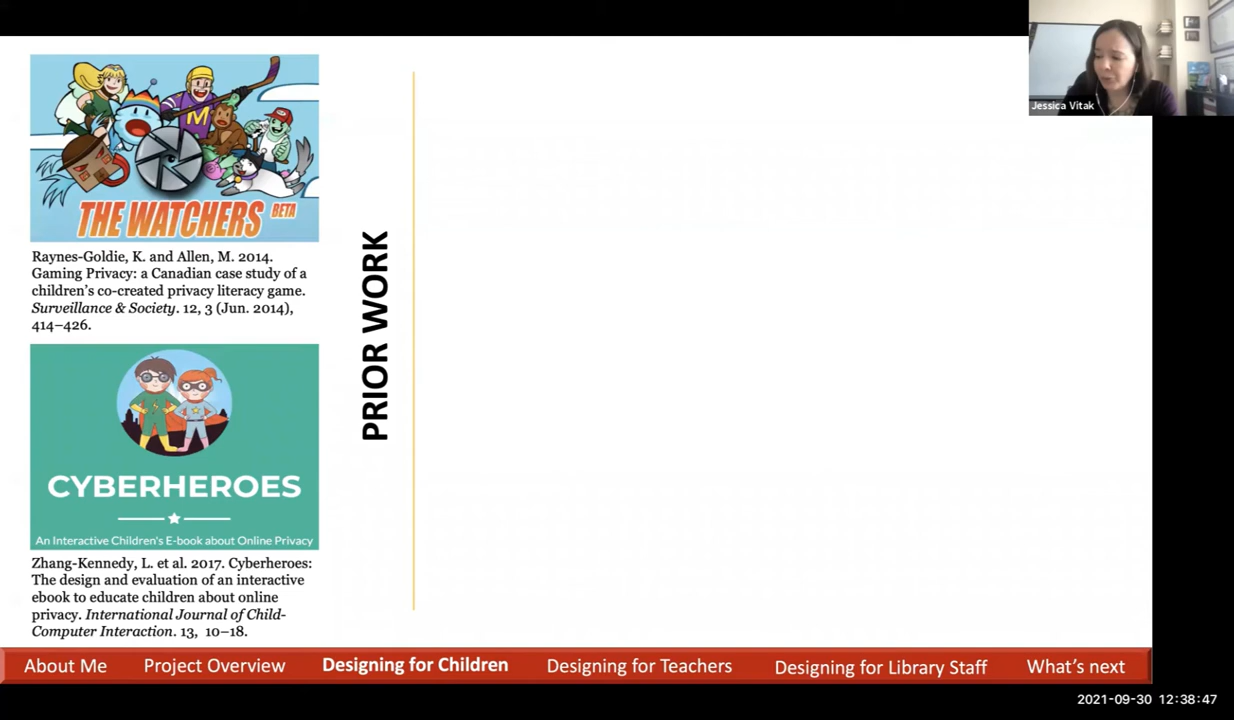 Jessica Vitak
M
THE WATCHERS BETA
Raynes-Goldie, K. and Allen, M. 2014.
Gaming Privacy: a Canadian case study of a
children's co-created privacy literacy game.
Surveillance & Society. 12, 3 (Jun. 2014),
414–426.
PRIOR WORK
CYBERHEROES
An Interactive Children's E-book about Online Privacy
Zhang-Kennedy, L. et al. 2017. Cyberheroes:
The design and evaluation of an interactive
ebook to educate children about online
privacy. International Journal of Child-
Computer Interaction. 13, 10–18.
About Me Project Overview Designing for Children Designing for Teachers Designing for Library Staff What's next
2021-09-30 12:38:47